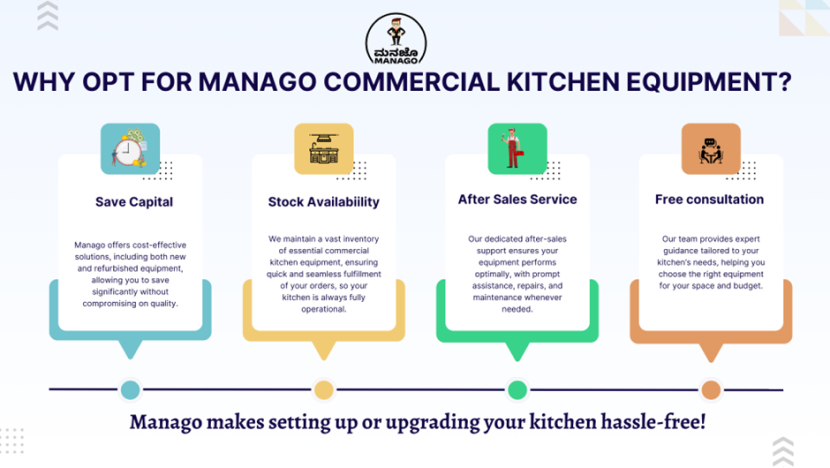 ಮನಜೊ
MANAGO
WHY OPT FOR MANAGO COMMERCIAL KITCHEN EQUIPMENT?
Save Capital
Manago offers cost-effective
solutions, including both new
and refurbished equipment,
allowing you to save
significantly without
compromising on quality.
Stock Availabiility
We maintain a vast inventory
of essential commercial
kitchen equipment, ensuring
quick and seamless fulfillment
of your orders, so your
kitchen is always fully
operational.
After Sales Service
Our dedicated after-sales
support ensures your
equipment performs
optimally, with prompt
assistance, repairs, and
maintenance whenever
needed.
Free consultation
Our team provides expert
guidance tailored to your
kitchen's needs, helping you
choose the right equipment
for your space and budget.
Manago makes setting up or upgrading your kitchen hassle-free!